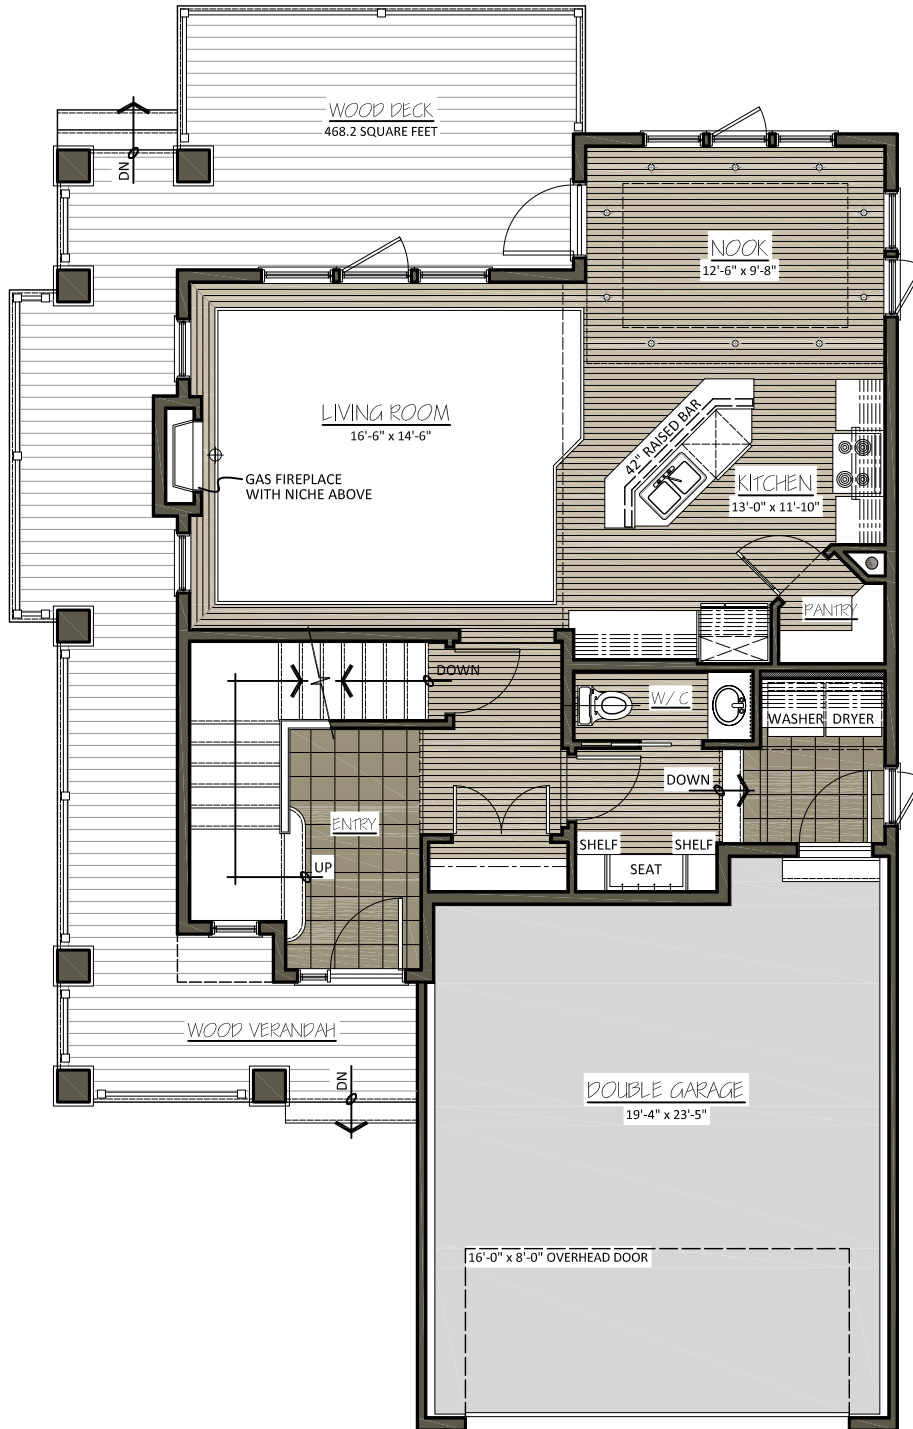 WOOD DECK
468.2 SQUARE FEET
DN
NOOK
12'-6" x 9'-8"
LIVING ROOM
16'-6" x 14'-6"
42" RAISED BAR
GAS FIREPLACE
WITH NICHE ABOVE
KITCHEN
13'-0" x 11'-10"
PANTRY
DOWN
W/C
WASHER
DRYER
DOWN
ENTRY
UP
SHELF
SHELF
SEAT
WOOD VERANDAH
DN
DOUBLE GARAGE
19'-4" x 23'-5"
16'-0" x 8'-0" OVERHEAD DOOR